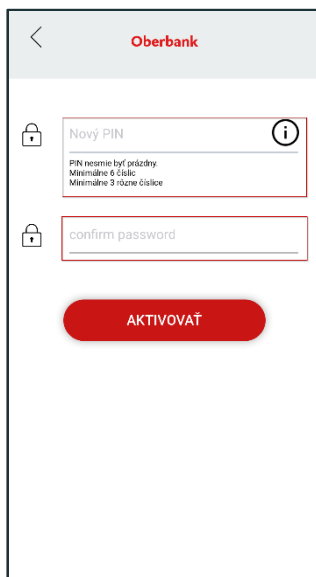 Oberbank
Nový PIN
PIN nesmie byť prázdny.
Minimálne 6 číslic
Minimálne 3 rôzne číslice
confirm password
AKTIVOVAŤ